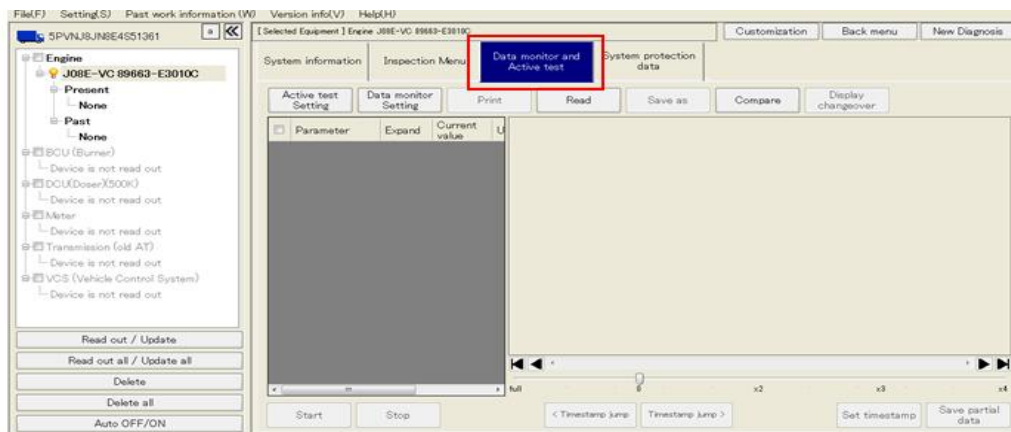 File(F) Setting(S) Past work information (W) Version info(V) Help(H)
5PVNJ8JN8E4S51361
a
[ Selected Equipment ] Engine J08E-VC 89663-E3010C
Customization
Back menu
New Diagnosis
System information
Inspection Menu
Data monitor and
Active test
System protection
data
Engine
J08E-VC 89663-E3010C
Present
None
Past
None
BCU (Burner)
Device is not read out
DCU(Doser)(500K)
Device is not read out
Meter
Device is not read out
Transmission (old AT)
Device is not read out
VCS (Vehicle Control System)
Device is not read out
Active test
Setting
Data monitor
Setting
Print
Read
Save as
Compare
Display
changeover
Parameter
Expand
Current
value
U
Read out / Update
Read out all / Update all
Delete
Delete all
Auto OFF/ON
full
0
x2
x3
x4
Start
Stop
< Timestamp jump
Timestamp jump >
Set timestamp
Save partial
data